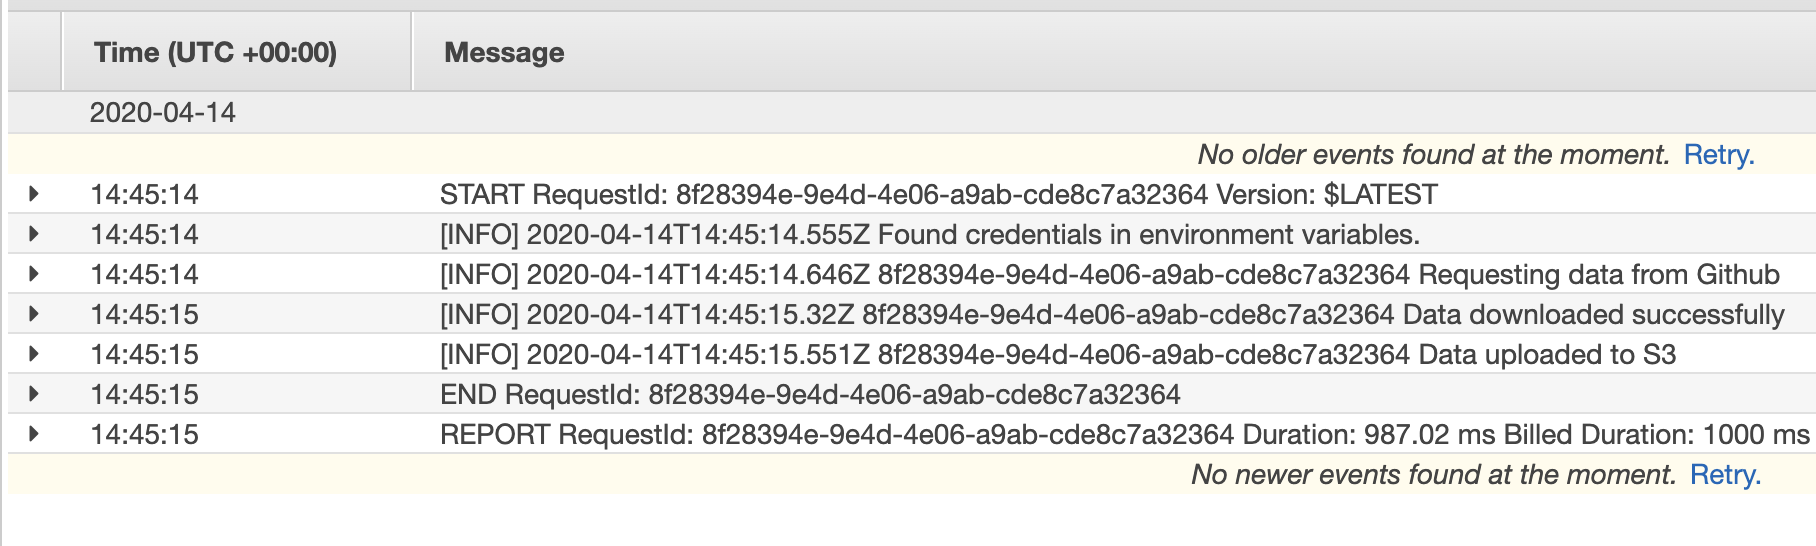 Time (UTC +00:00) Message
2020-04-14
No older events found at the moment. Retry.
14:45:14 START RequestId: 8f28394e-9e4d-4e06-a9ab-cde8c7a32364 Version: $LATEST
14:45:14 [INFO] 2020-04-14T14:45:14.555Z Found credentials in environment variables.
14:45:14 [INFO] 2020-04-14T14:45:14.646Z 8f28394e-9e4d-4e06-a9ab-cde8c7a32364 Requesting data from Github
14:45:15 [INFO] 2020-04-14T14:45:15.32Z 8f28394e-9e4d-4e06-a9ab-cde8c7a32364 Data downloaded successfully
14:45:15 [INFO] 2020-04-14T14:45:15.551Z 8f28394e-9e4d-4e06-a9ab-cde8c7a32364 Data uploaded to S3
14:45:15 END RequestId: 8f28394e-9e4d-4e06-a9ab-cde8c7a32364
14:45:15 REPORT RequestId: 8f28394e-9e4d-4e06-a9ab-cde8c7a32364 Duration: 987.02 ms Billed Duration: 1000 ms
No newer events found at the moment. Retry.